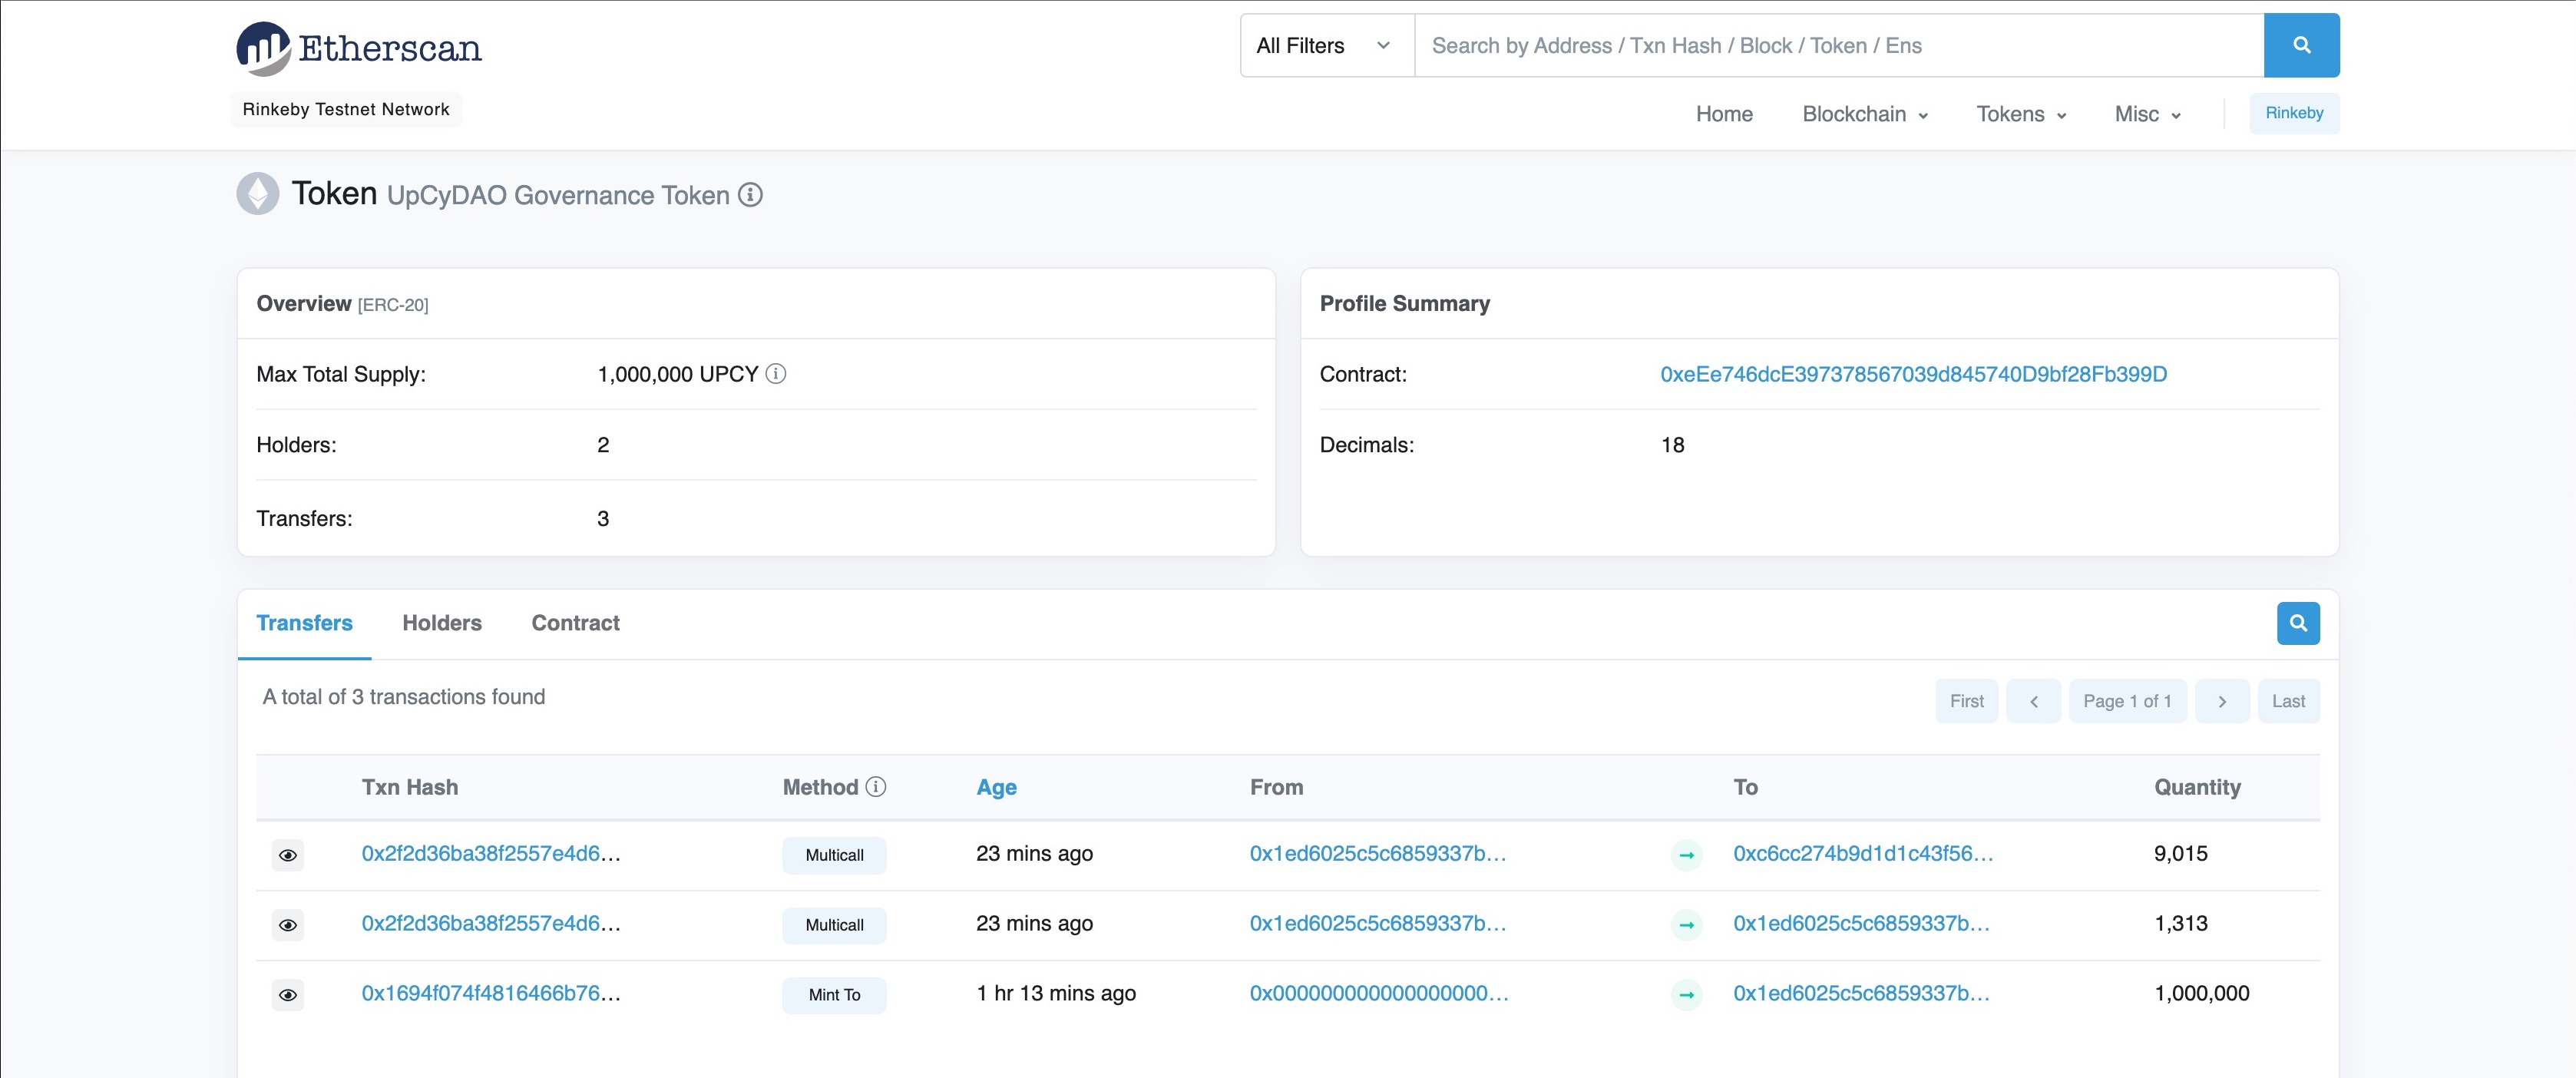 Etherscan
All Filters
Search by Address / Txn Hash / Block / Token / Ens
Rinkeby Testnet Network
Home Blockchain Tokens Misc Rinkeby
Token UpCyDAO Governance Token
Overview [ERC-20]
Max Total Supply: 1,000,000 UPCY
Holders: 2
Transfers: 3
Profile Summary
Contract: 0xeEe746dcE397378567039d845740D9bf28Fb399D
Decimals: 18
Transfers Holders Contract
A total of 3 transactions found
First Page 1 of 1 Last
Txn Hash Method Age From To Quantity
0x2f2d36ba38f2557e4d6... Multicall 23 mins ago 0x1ed6025c5c6859337b... 0xc6cc274b9d1d1c43f56... 9,015
0x2f2d36ba38f2557e4d6... Multicall 23 mins ago 0x1ed6025c5c6859337b... 0x1ed6025c5c6859337b... 1,313
0x1694f074f4816466b76... Mint To 1 hr 13 mins ago 0x0000000000000000000... 0x1ed6025c5c6859337b... 1,000,000